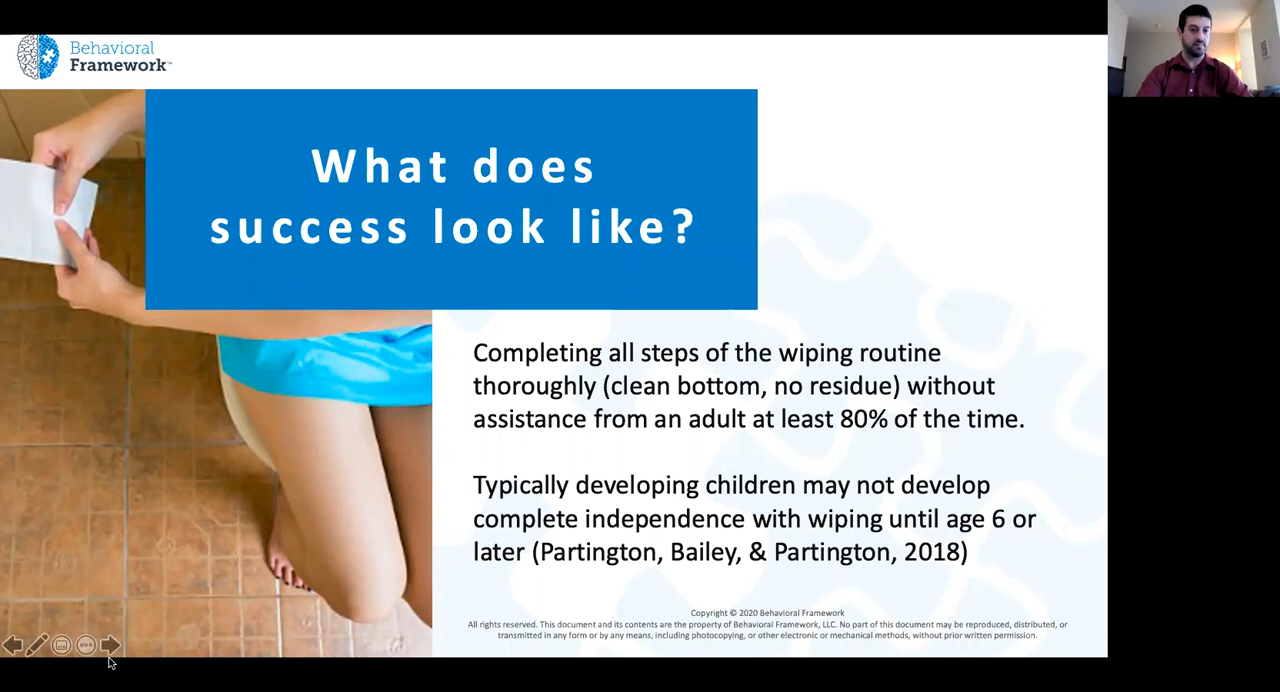 Behavioral
Framework™
What does
success look like?
Completing all steps of the wiping routine
thoroughly (clean bottom, no residue) without
assistance from an adult at least 80% of the time.
Typically developing children may not develop
complete independence with wiping until age 6 or
later (Partington, Bailey, & Partington, 2018)
Copyright © 2020 Behavioral Framework
All rights reserved. This document and its contents are the property of Behavioral Framework, LLC. No part of this document may be reproduced, distributed, or
transmitted in any form or by any means, including photocopying, or other electronic or mechanical methods, without prior written permission.